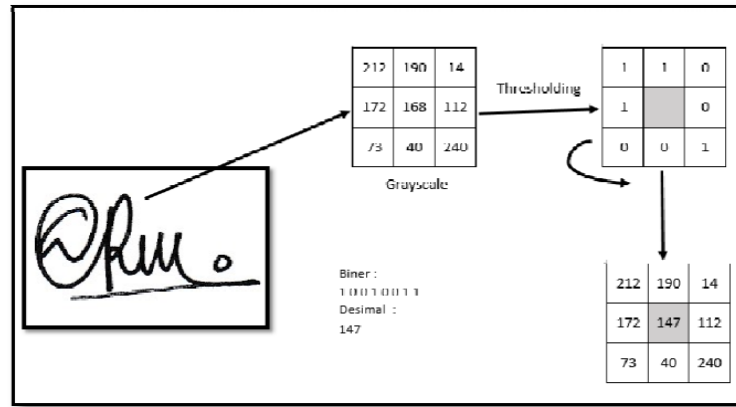 212 190 14
172 168 112
73 40 240
Grayscale
Thresholding
1 1 0
1 0
0 0 1
Biner :
1 0 0 1 0 0 1 1
Desimal :
147
212 190 14
172 147 112
73 40 240